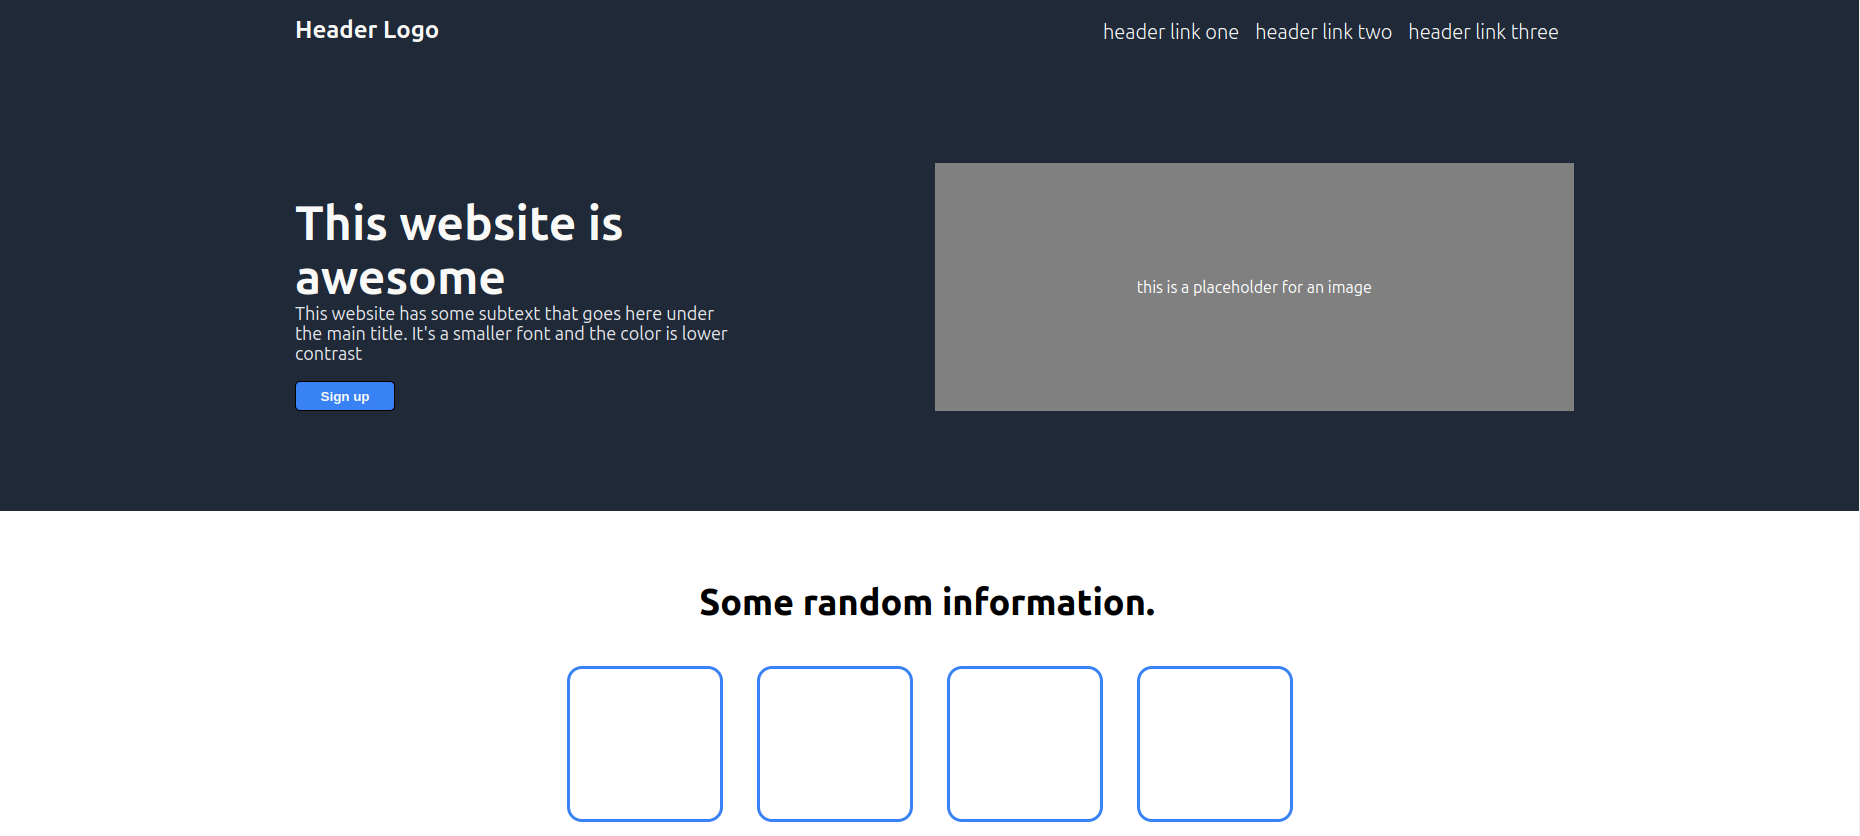 Header Logo
header link one header link two header link three
This website is
awesome
This website has some subtext that goes here under
the main title. It's a smaller font and the color is lower
contrast
Sign up
this is a placeholder for an image
Some random information.